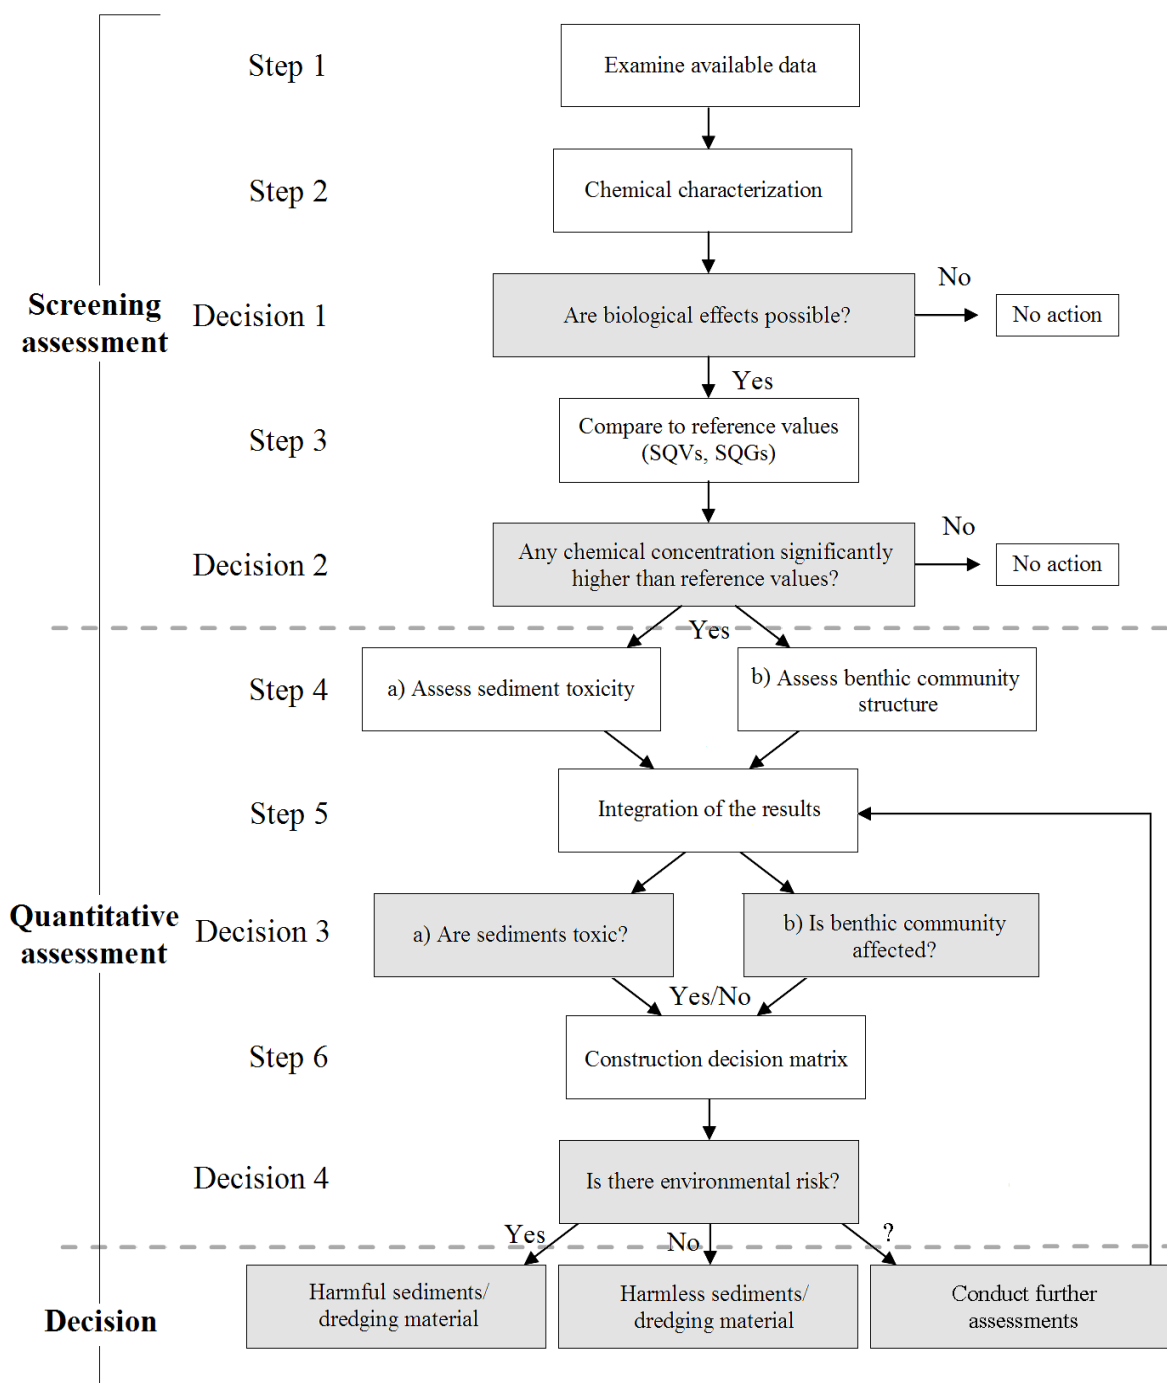 Step 1
Examine available data
Step 2
Chemical characterization
Screening
assessment
Decision 1
Are biological effects possible?
No
No action
Yes
Step 3
Compare to reference values
(SQVs, SQGs)
Decision 2
Any chemical concentration significantly
higher than reference values?
No
No action
Yes
Step 4
a) Assess sediment toxicity
b) Assess benthic community
structure
Step 5
Integration of the results
Quantitative
assessment
Decision 3
a) Are sediments toxic?
b) Is benthic community
affected?
Yes/No
Step 6
Construction decision matrix
Decision 4
Is there environmental risk?
Yes
No
?
Decision
Harmful sediments/
dredging material
Harmless sediments/
dredging material
Conduct further
assessments